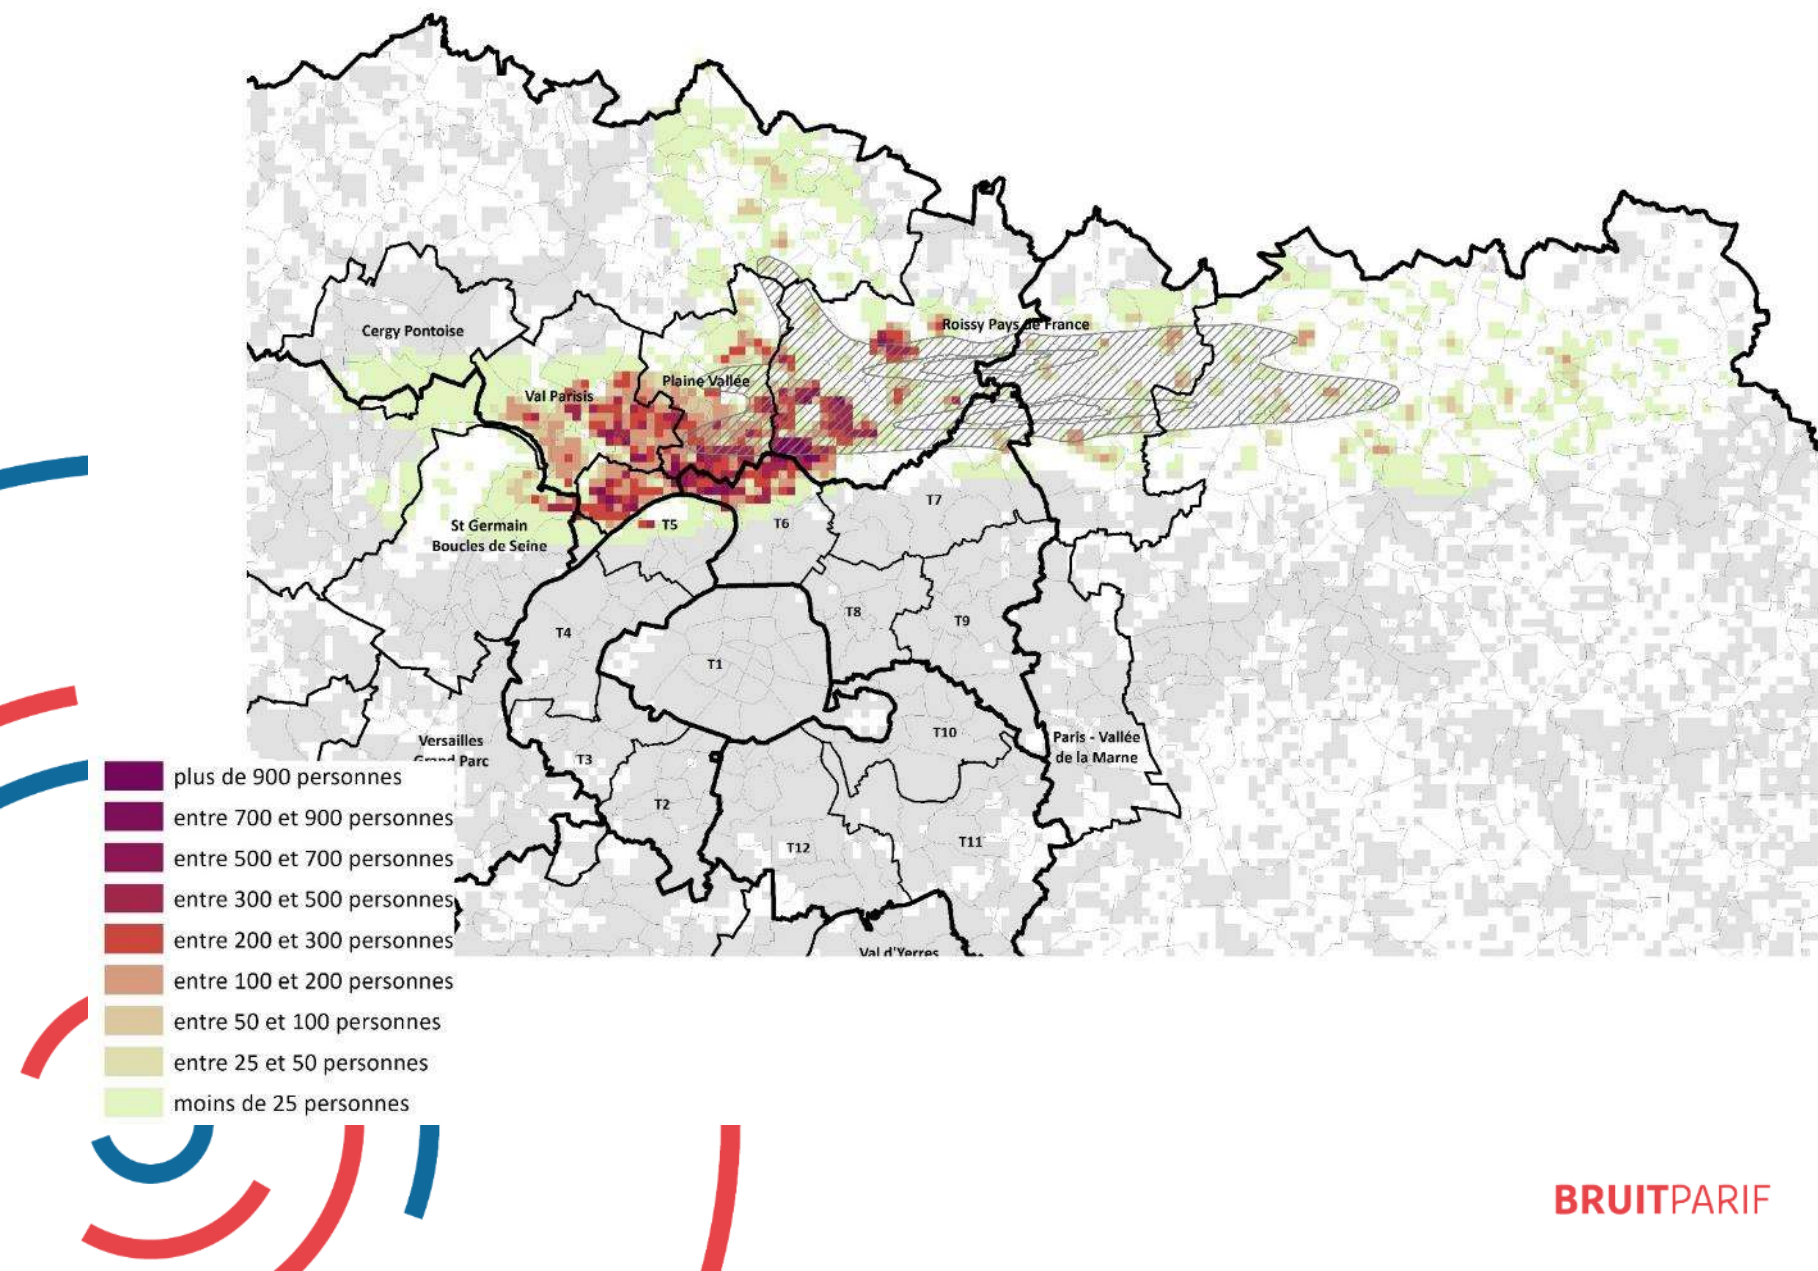 Cergy Pontoise
Roissy Pays de France
Plaine Vallée
Val Parisis
T7
St Germain
Boucles de Seine
T5
T6
T8
T9
T4
T1
T10
Paris - Vallée
de la Marne
Versailles
Grand Parc
T3
T2
T12
T11
Val d'Yerres
plus de 900 personnes
entre 700 et 900 personnes
entre 500 et 700 personnes
entre 300 et 500 personnes
entre 200 et 300 personnes
entre 100 et 200 personnes
entre 50 et 100 personnes
entre 25 et 50 personnes
moins de 25 personnes
BRUITPARIF